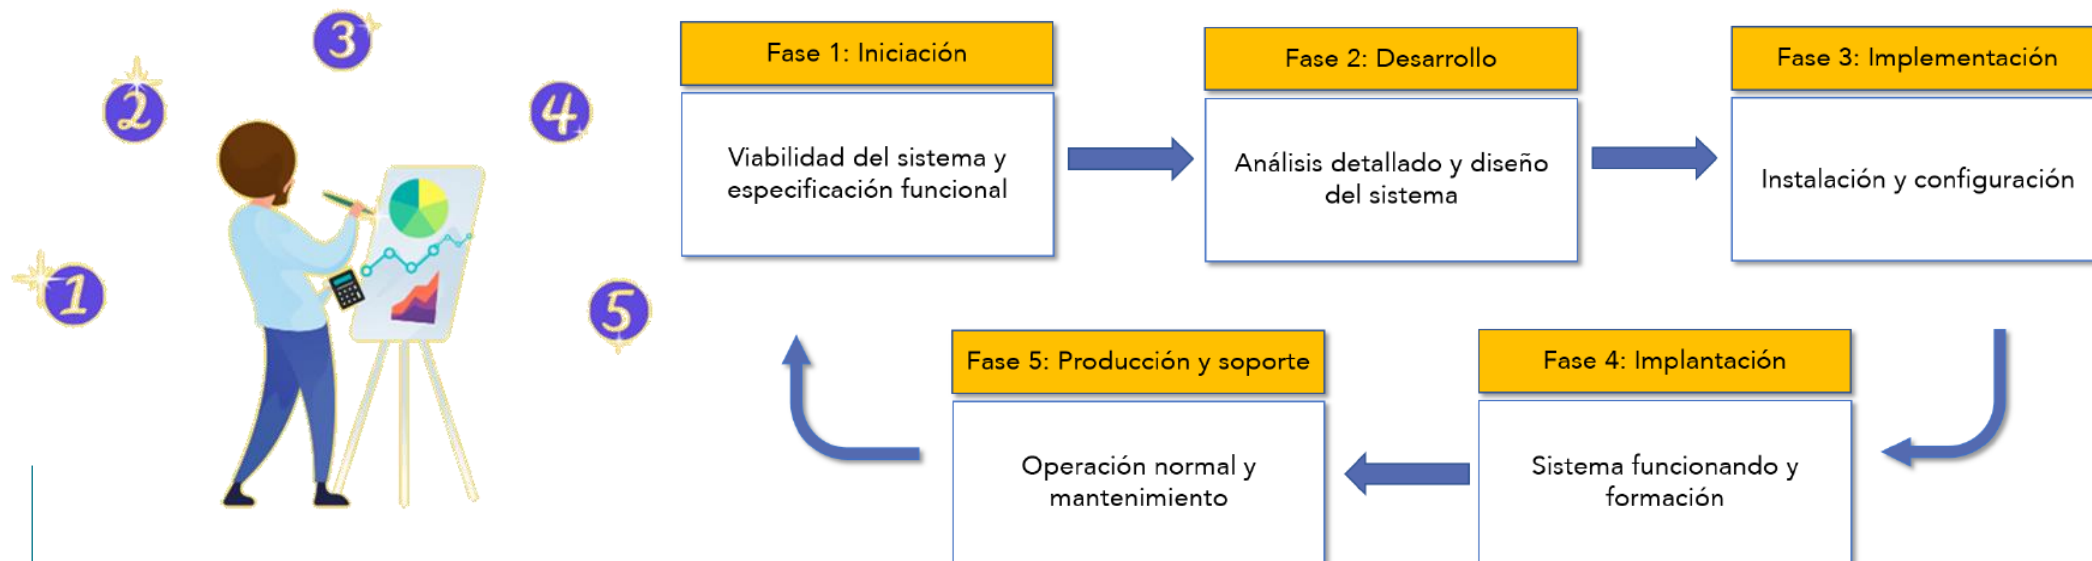 1
2
3
4
5
Fase 1: Iniciación
Viabilidad del sistema y
especificación funcional
Fase 2: Desarrollo
Análisis detallado y diseño
del sistema
Fase 3: Implementación
Instalación y configuración
Fase 4: Implantación
Sistema funcionando y
formación
Fase 5: Producción y soporte
Operación normal y
mantenimiento